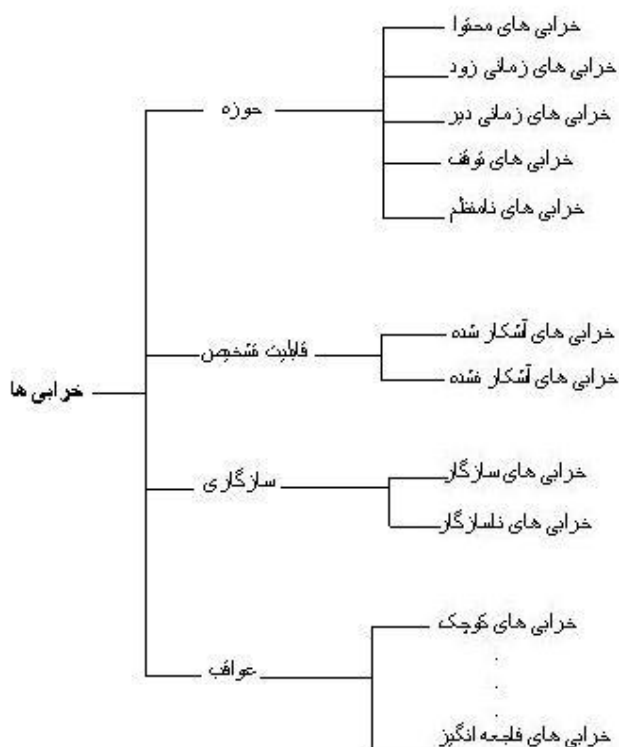 خرابی های محتوا
خرابی های زمانی زود
حوزه
خرابی های زمانی دیر
خرابی های توقف
خرابی های نامنظم
خرابی های آشکار شده
قابلیت تشخیص
خرابی های آشکار نشده
خرابی ها
خرابی های سازگار
سازگاری
خرابی های ناسازگار
خرابی های کوچک
.
عواقب
.
.
خرابی های فاجعه انگیز